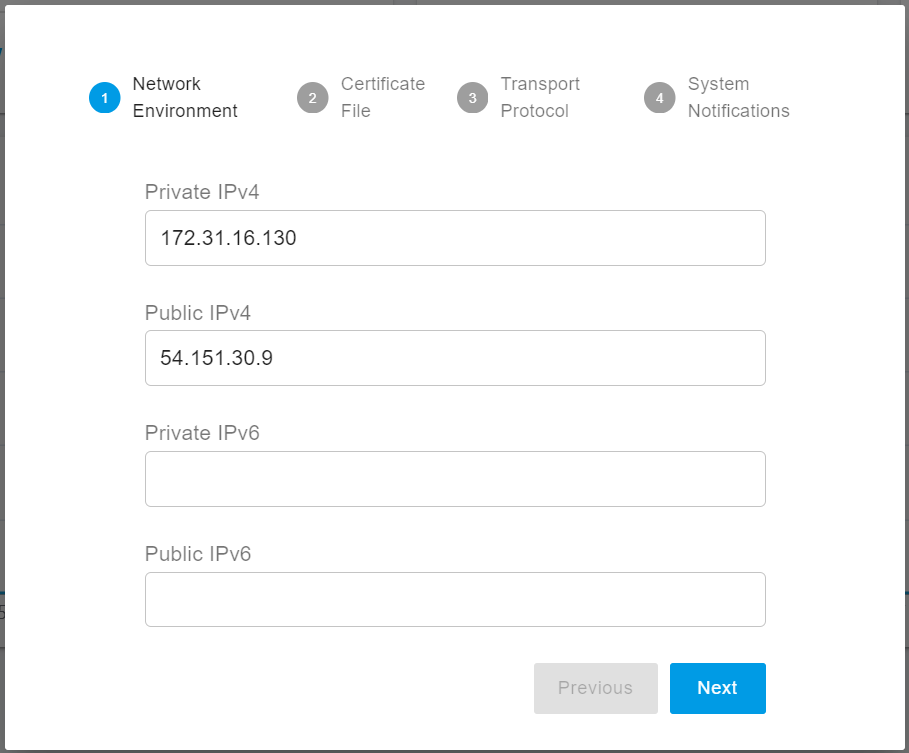 1 Network
Environment
2 Certificate
File
3 Transport
Protocol
4 System
Notifications
Private IPv4
172.31.16.130
Public IPv4
54.151.30.9
Private IPv6
Public IPv6
Previous
Next